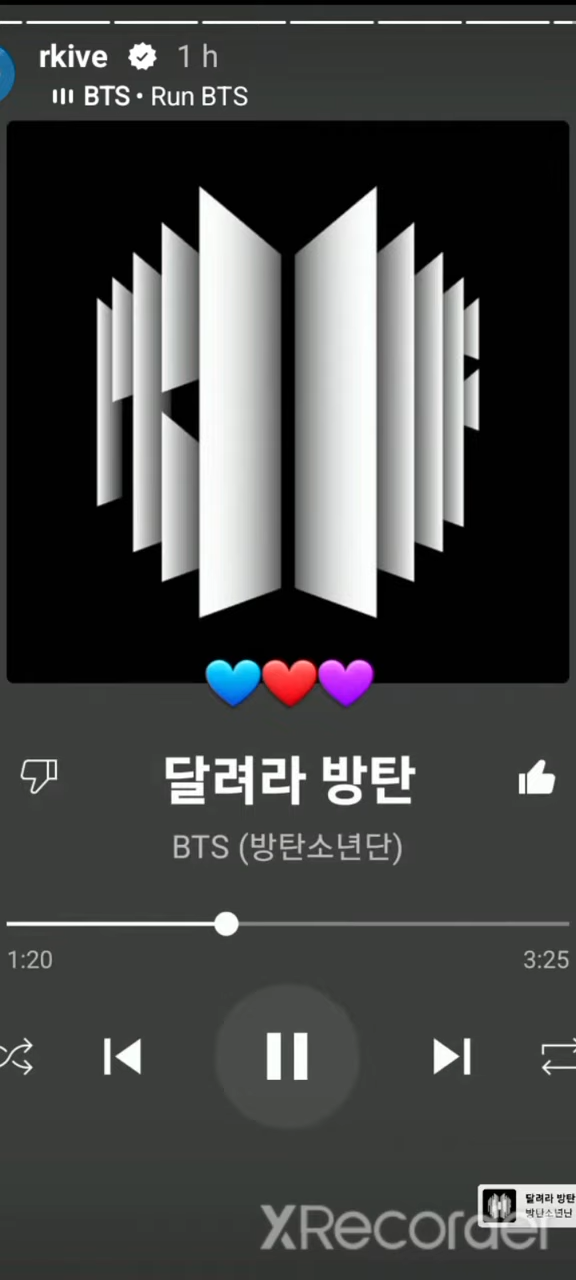 rkive 1 h
BTS • Run BTS
달려라 방탄
BTS (방탄소년단)
1:20 3:25
달려라 방탄
방탄소년단
XRecorder